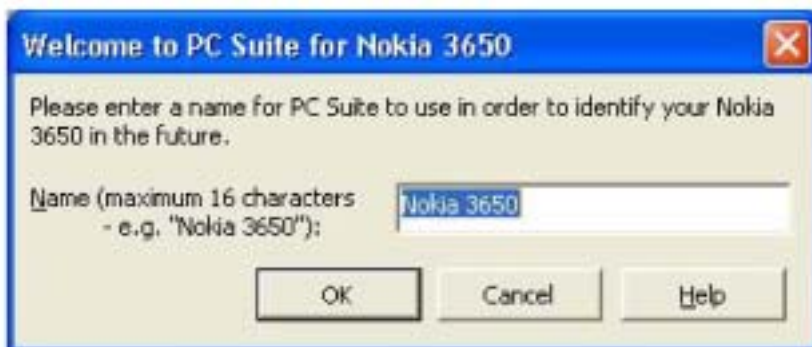 Welcome to PC Suite for Nokia 3650
Please enter a name for PC Suite to use in order to identify your Nokia
3650 in the future.
Name (maximum 16 characters
- e.g. "Nokia 3650"):
Nokia 3650
OK Cancel Help